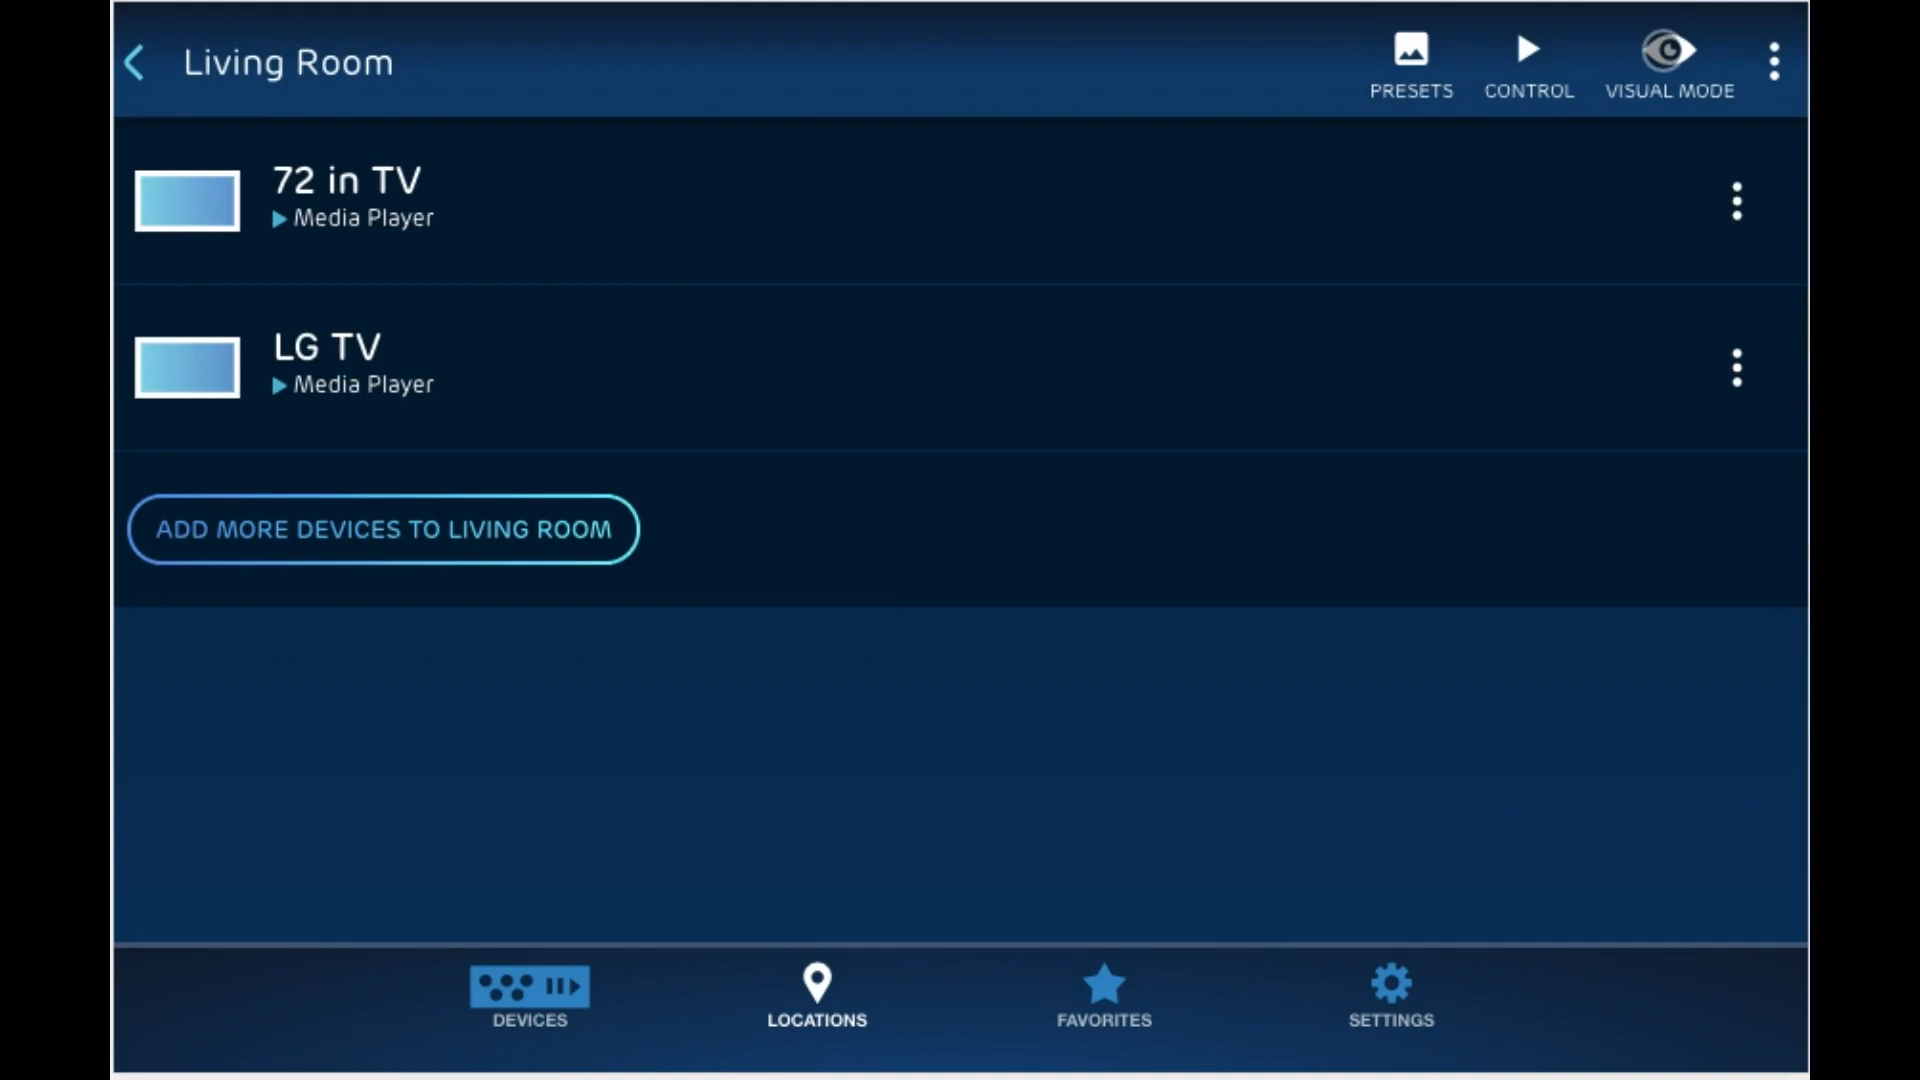 Living Room
PRESETS
CONTROL
VISUAL MODE
72 in TV
Media Player
LG TV
Media Player
ADD MORE DEVICES TO LIVING ROOM
DEVICES
LOCATIONS
FAVORITES
SETTINGS